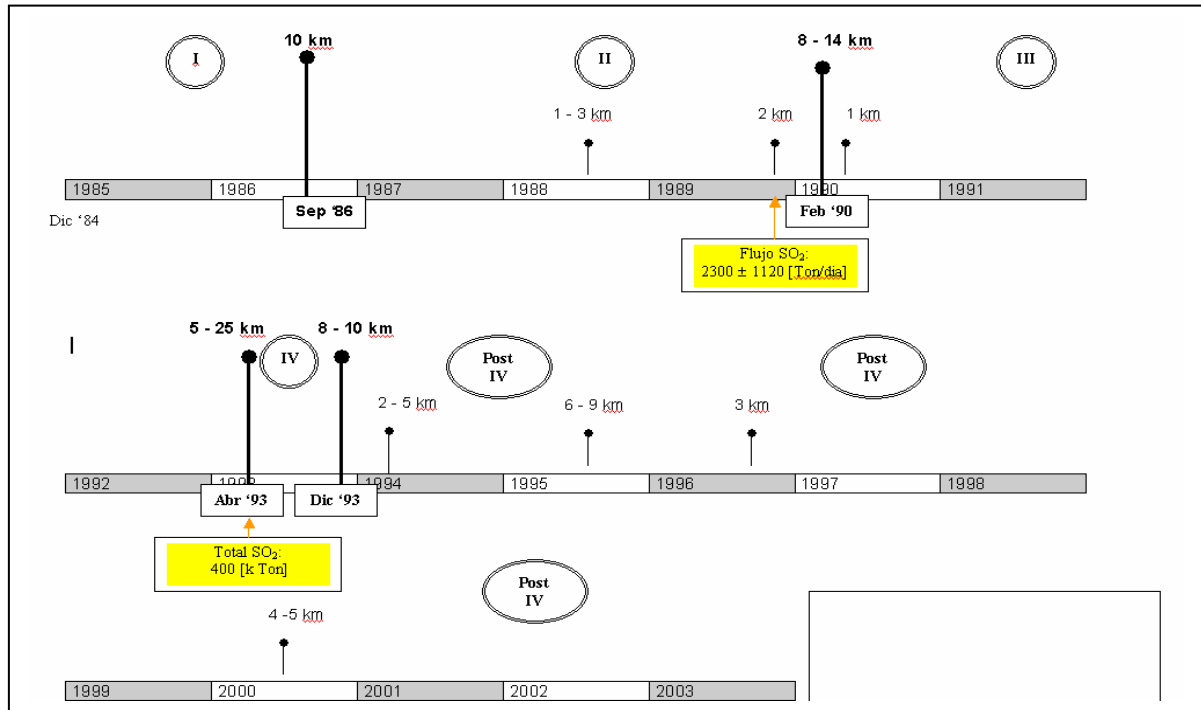 I
10 km
II
8 - 14 km
III
1 - 3 km
2 km
1 km
1985
1986
1987
1988
1989
1990
1991
Dic '84
Sep '86
Feb '90
Flujo SO₂:
2300 ± 1120 [Ton/dia]
5 - 25 km
IV
8 - 10 km
Post
IV
Post
IV
2 - 5 km
6 - 9 km
3 km
1992
1993
1994
1995
1996
1997
1998
Abr '93
Dic '93
Total SO₂:
400 [k Ton]
Post
IV
4 -5 km
1999
2000
2001
2002
2003